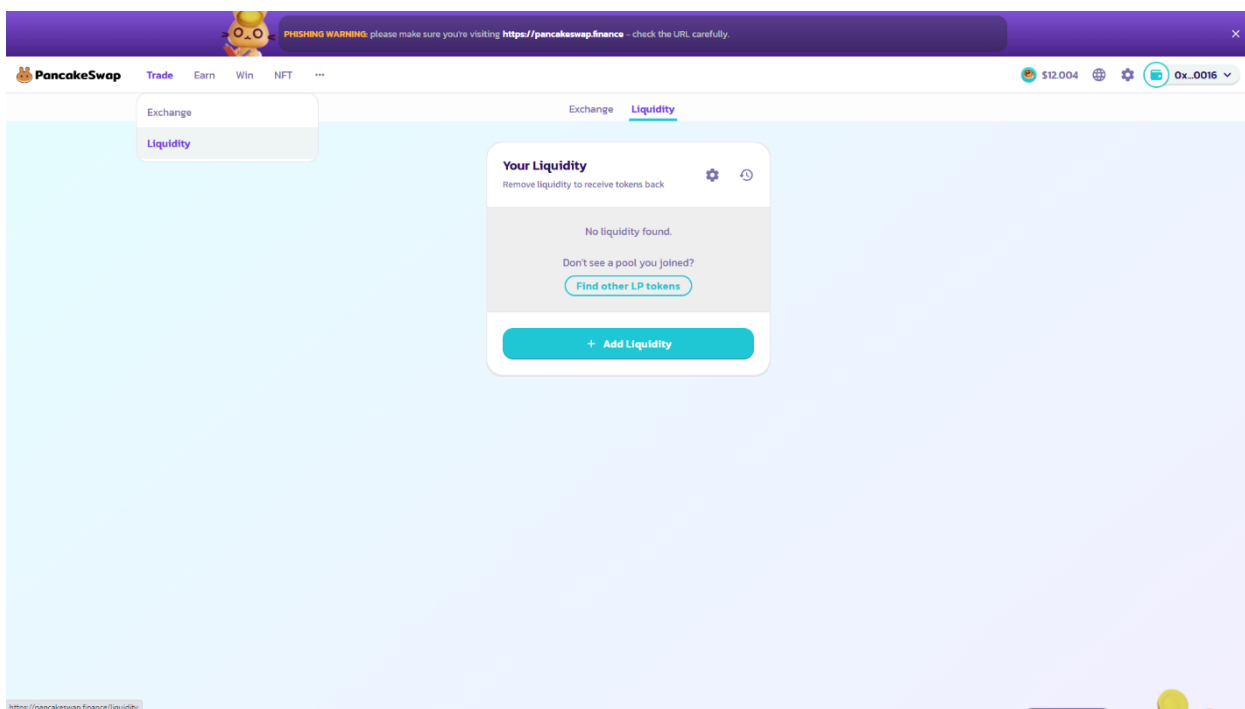 PHISHING WARNING: please make sure you're visiting https://pancakeswap.finance - check the URL carefully.
PancakeSwap Trade Earn Win NFT ... $12.004 0x...0016
Exchange Liquidity
Exchange
Liquidity
Your Liquidity
Remove liquidity to receive tokens back
No liquidity found.
Don't see a pool you joined?
Find other LP tokens
+ Add Liquidity
https://pancakeswap.finance/liquidity